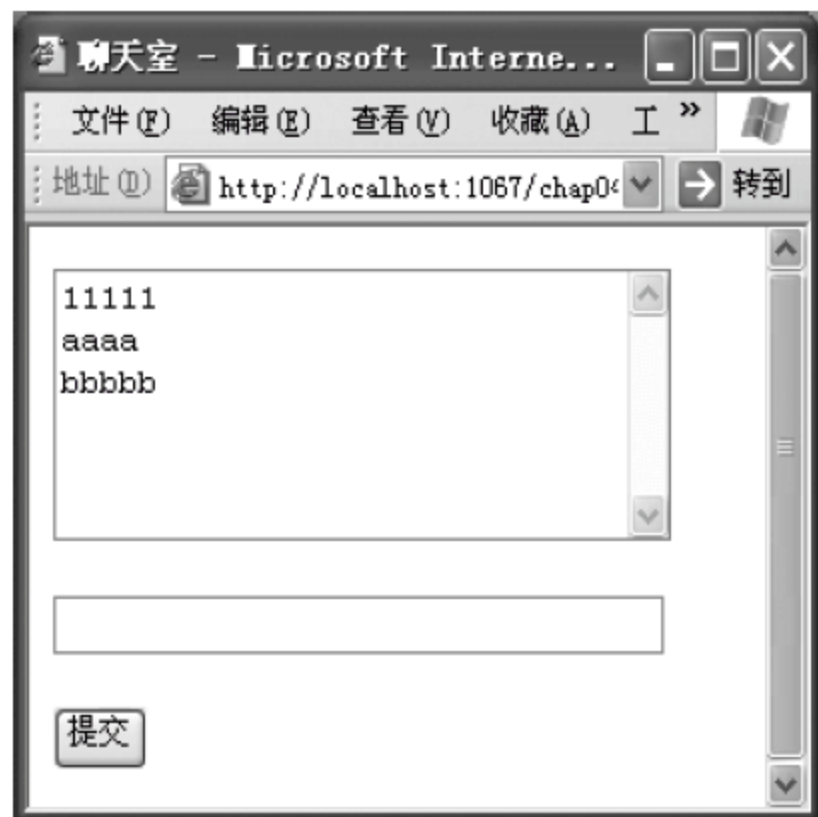 聊天室 - Microsoft Interne...
文件(F) 编辑(E) 查看(V) 收藏(A) 工 »
地址(D) http://localhost:1067/chap04 转到
11111
aaaa
bbbbb
提交